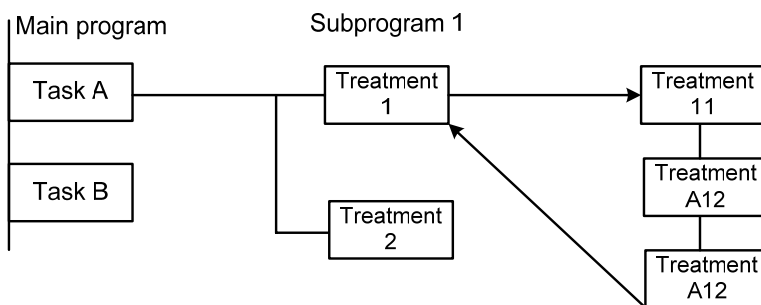 Main program
Subprogram 1
Task A
Treatment
1
Treatment
11
Task B
Treatment
A12
Treatment
2
Treatment
A12